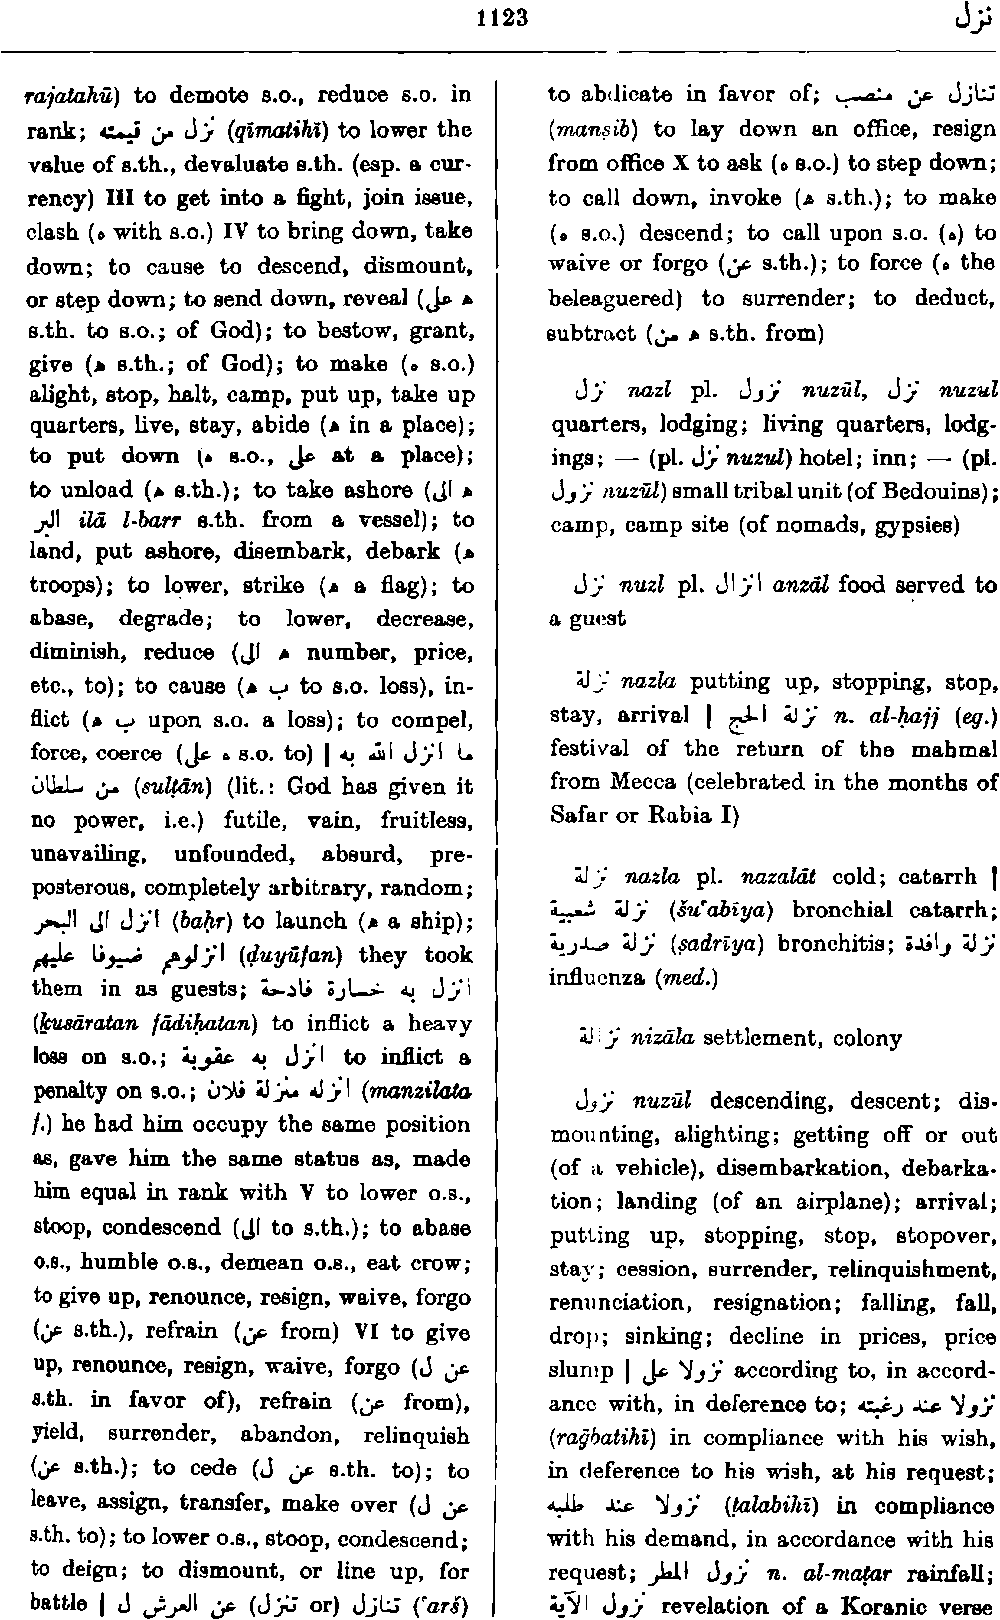 1123
نزل
rajatahū) to demote s.o., reduce s.o. in
rank; نزل من قيمته (qīmatihī) to lower the
value of s.th., devaluate s.th. (esp. a cur-
rency) III to get into a fight, join issue,
clash (ه with s.o.) IV to bring down, take
down; to cause to descend, dismount,
or step down; to send down, reveal (ھ على
s.th. to s.o.; of God); to bestow, grant,
give (ھ s.th.; of God); to make (ه s.o.)
alight, stop, halt, camp, put up, take up
quarters, live, stay, abide (ھ in a place);
to put down (ه s.o., على at a place);
to unload (ھ s.th.); to take ashore (ھ الى
البر ilā l-barr s.th. from a vessel); to
land, put ashore, disembark, debark (ھ
troops); to lower, strike (ھ a flag); to
abase, degrade; to lower, decrease,
diminish, reduce (ھ الى number, price,
etc., to); to cause (ھ ب to s.o. loss), in-
flict (ھ ب upon s.o. a loss); to compel,
force, coerce (ه على s.o. to) | ما انزل الله به
من سلطان (sulṭān) (lit.: God has given it
no power, i.e.) futile, vain, fruitless,
unavailing, unfounded, absurd, pre-
posterous, completely arbitrary, random;
انزل الى البحر (baḥr) to launch (ھ a ship);
انزلوهم ضيوفا عليهم (ḍuyūfan) they took
them in as guests; انزل به خسارة فادحة
(ḵusāratan fādiḥatan) to inflict a heavy
loss on s.o.; انزل به عقوبة to inflict a
penalty on s.o.; انزله منزلة فلان (manzilata
f.) he had him occupy the same position
as, gave him the same status as, made
him equal in rank with V to lower o.s.,
stoop, condescend (الى to s.th.); to abase
o.s., humble o.s., demean o.s., eat crow;
to give up, renounce, resign, waive, forgo
(عن s.th.), refrain (عن from) VI to give
up, renounce, resign, waive, forgo (عن ل
s.th. in favor of), refrain (عن from),
yield, surrender, abandon, relinquish
(عن s.th.); to cede (عن ل s.th. to); to
leave, assign, transfer, make over (عن ل
s.th. to); to lower o.s., stoop, condescend;
to deign; to dismount, or line up, for
battle | تنازل (or تنزل) عن العرش ل (ʿarš)
to abdicate in favor of; تنازل عن منصب
(manṣib) to lay down an office, resign
from office X to ask (ه s.o.) to step down;
to call down, invoke (ھ s.th.); to make
(ه s.o.) descend; to call upon s.o. (ه) to
waive or forgo (عن s.th.); to force (ه the
beleaguered) to surrender; to deduct,
subtract (ھ من s.th. from)
نزل nazl pl. نزول nuzūl, نزل nuzul
quarters, lodging; living quarters, lodg-
ings; — (pl. نزل nuzul) hotel; inn; — (pl.
نزول nuzūl) small tribal unit (of Bedouins);
camp, camp site (of nomads, gypsies)
نزل nuzl pl. انزال anzāl food served to
a guest
نزلة nazla putting up, stopping, stop,
stay, arrival | نزلة الحج n. al-ḥajj (eg.)
festival of the return of the mahmal
from Mecca (celebrated in the months of
Safar or Rabia I)
نزلة nazla pl. nazalāt cold; catarrh |
نزلة شعبية (šuʿabīya) bronchial catarrh;
نزلة صدرية (ṣadrīya) bronchitis; نزلة وافدة
influenza (med.)
نزالة nizāla settlement, colony
نزول nuzūl descending, descent; dis-
mounting, alighting; getting off or out
(of a vehicle), disembarkation, debarka-
tion; landing (of an airplane); arrival;
putting up, stopping, stop, stopover,
stay; cession, surrender, relinquishment,
renunciation, resignation; falling, fall,
drop; sinking; decline in prices, price
slump | نزولا على according to, in accord-
ance with, in deference to; نزولا عند رغبته
(raḡbatihī) in compliance with his wish,
in deference to his wish, at his request;
نزولا عند طلبه (ṭalabihī) in compliance
with his demand, in accordance with his
request; نزول المطر n. al-maṭar rainfall;
نزول الآية revelation of a Koranic verse